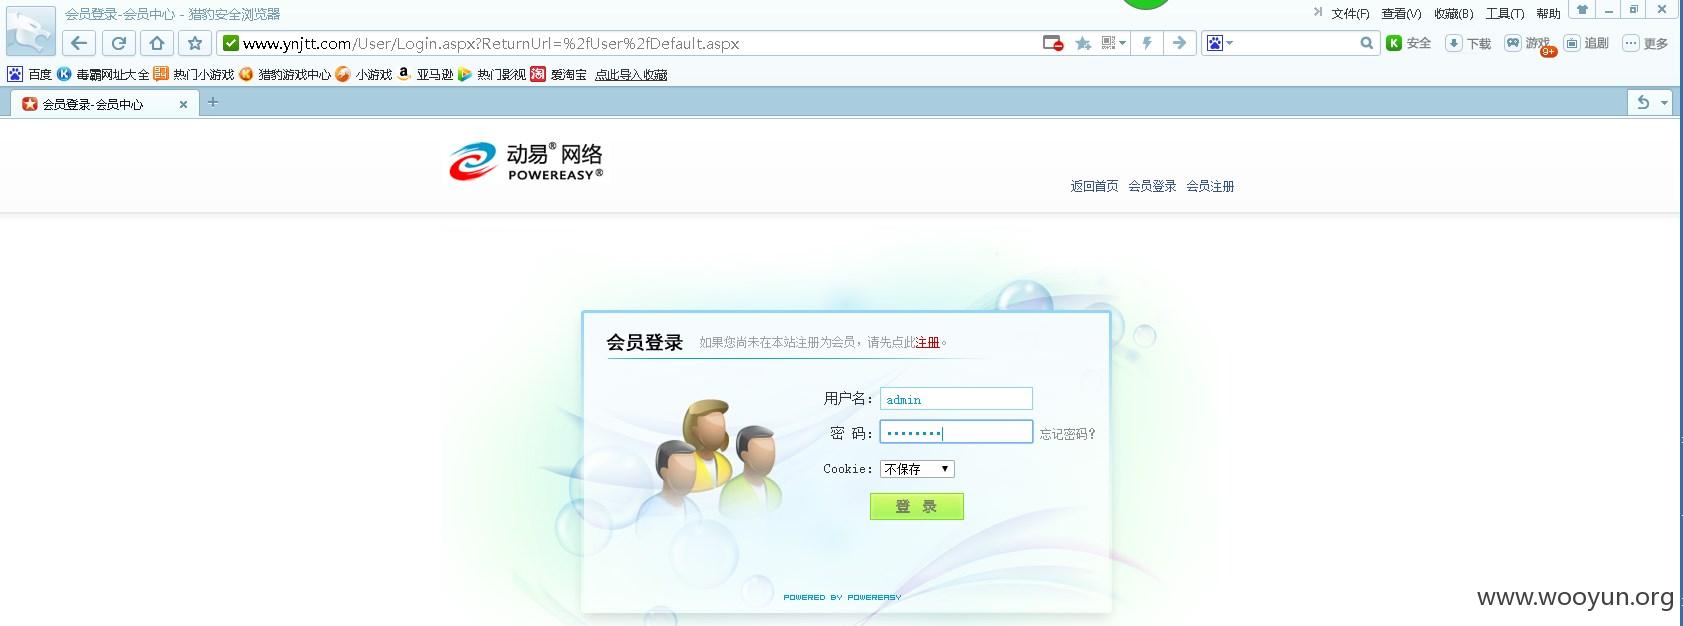 会员登录-会员中心 - 猎豹安全浏览器
文件(F) 查看(V) 收藏(B) 工具(T) 帮助
www.ynjtt.com/User/Login.aspx?ReturnUrl=%2fUser%2fDefault.aspx
安全 下载 游戏 9+ 追剧 更多
百度 毒霸网址大全 热门小游戏 猎豹游戏中心 小游戏 亚马逊 热门影视 爱淘宝 点此导入收藏
会员登录-会员中心
动易® 网络
POWEREASY®
返回首页 会员登录 会员注册
会员登录 如果您尚未在本站注册为会员，请先点此注册。
用户名： admin
密 码： ········ 忘记密码?
Cookie： 不保存
登 录
POWERED BY POWEREASY
www.wooyun.org